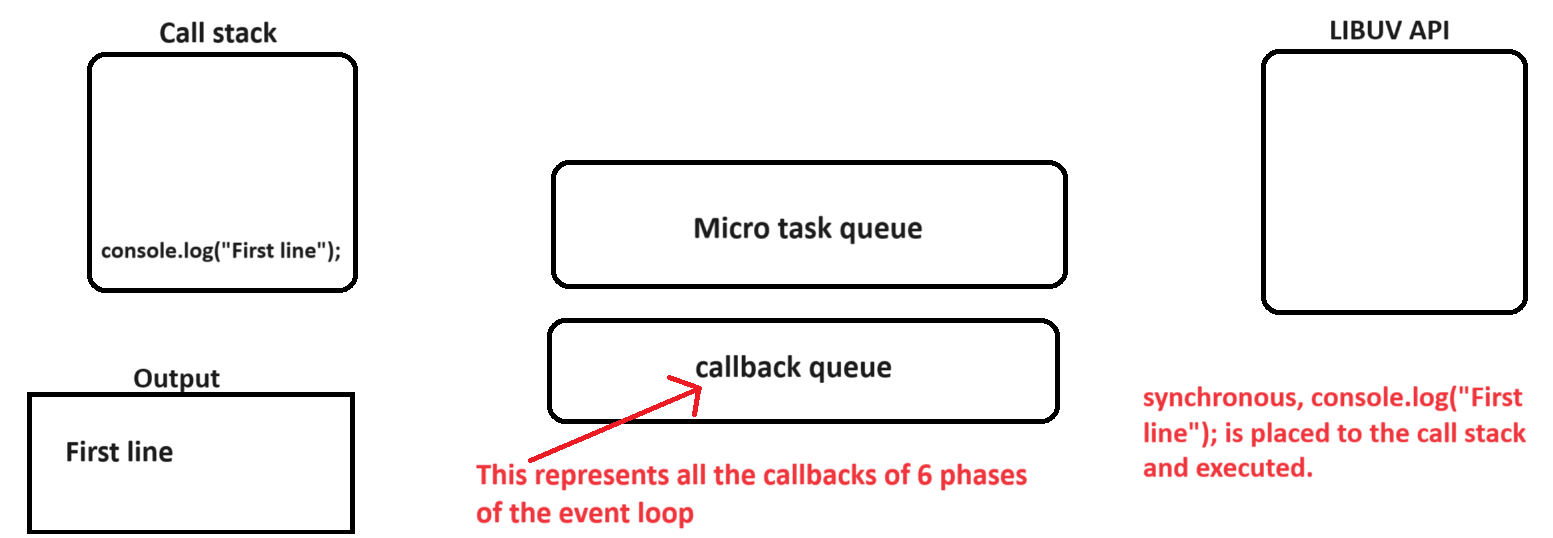 Call stack
LIBUV API
console.log("First line");
Micro task queue
callback queue
Output
First line
This represents all the callbacks of 6 phases
of the event loop
synchronous, console.log("First
line"); is placed to the call stack
and executed.